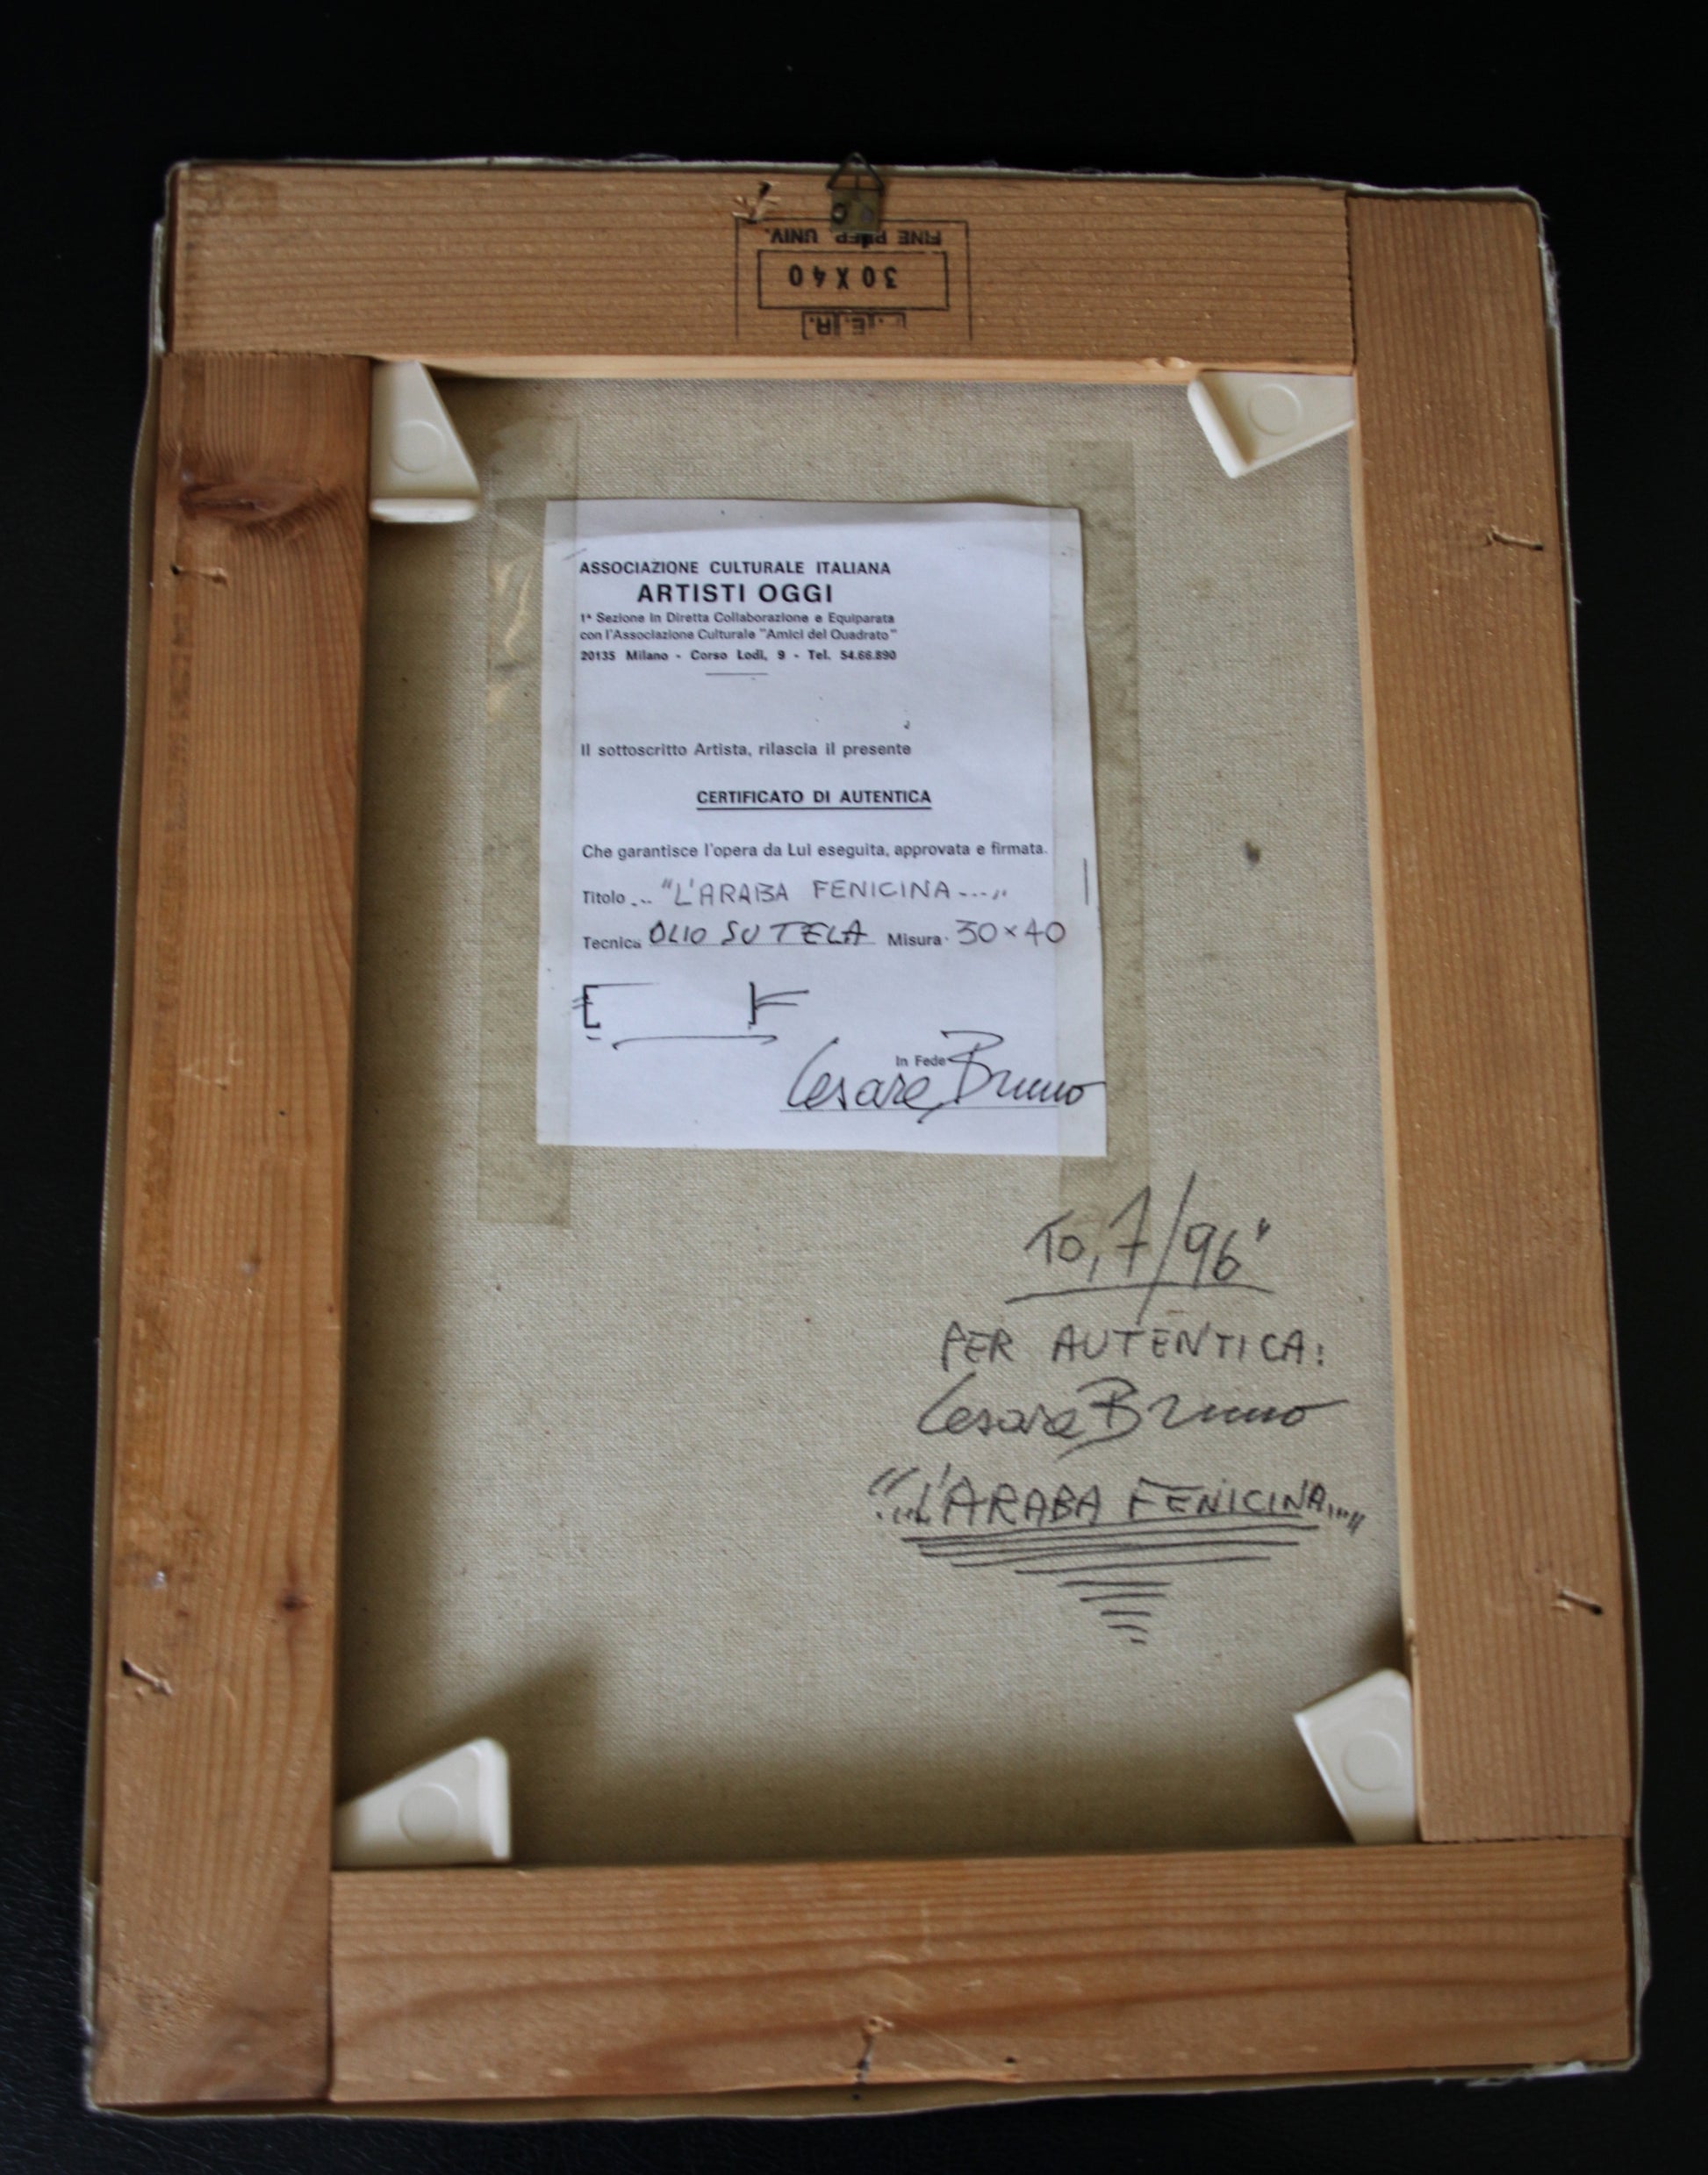 FINE PREP. UNIV.
30 X 40
ASSOCIAZIONE CULTURALE ITALIANA
ARTISTI OGGI
1ª Sezione in Diretta Collaborazione e Equiparata
con l'Associazione Culturale "Amici del Quadrato"
20135 Milano - Corso Lodi, 9 - Tel. 54.66.890
Il sottoscritto Artista, rilascia il presente
CERTIFICATO DI AUTENTICA
Che garantisce l'opera da Lui eseguita, approvata e firmata.
Titolo "L'ARABA FENICINA...."
Tecnica OLIO SU TELA Misura 30×40
In Fede
Cesare Bruno
To, 7/96"
PER AUTENTICA:
Cesare Bruno
"...L'ARABA FENICINA...."